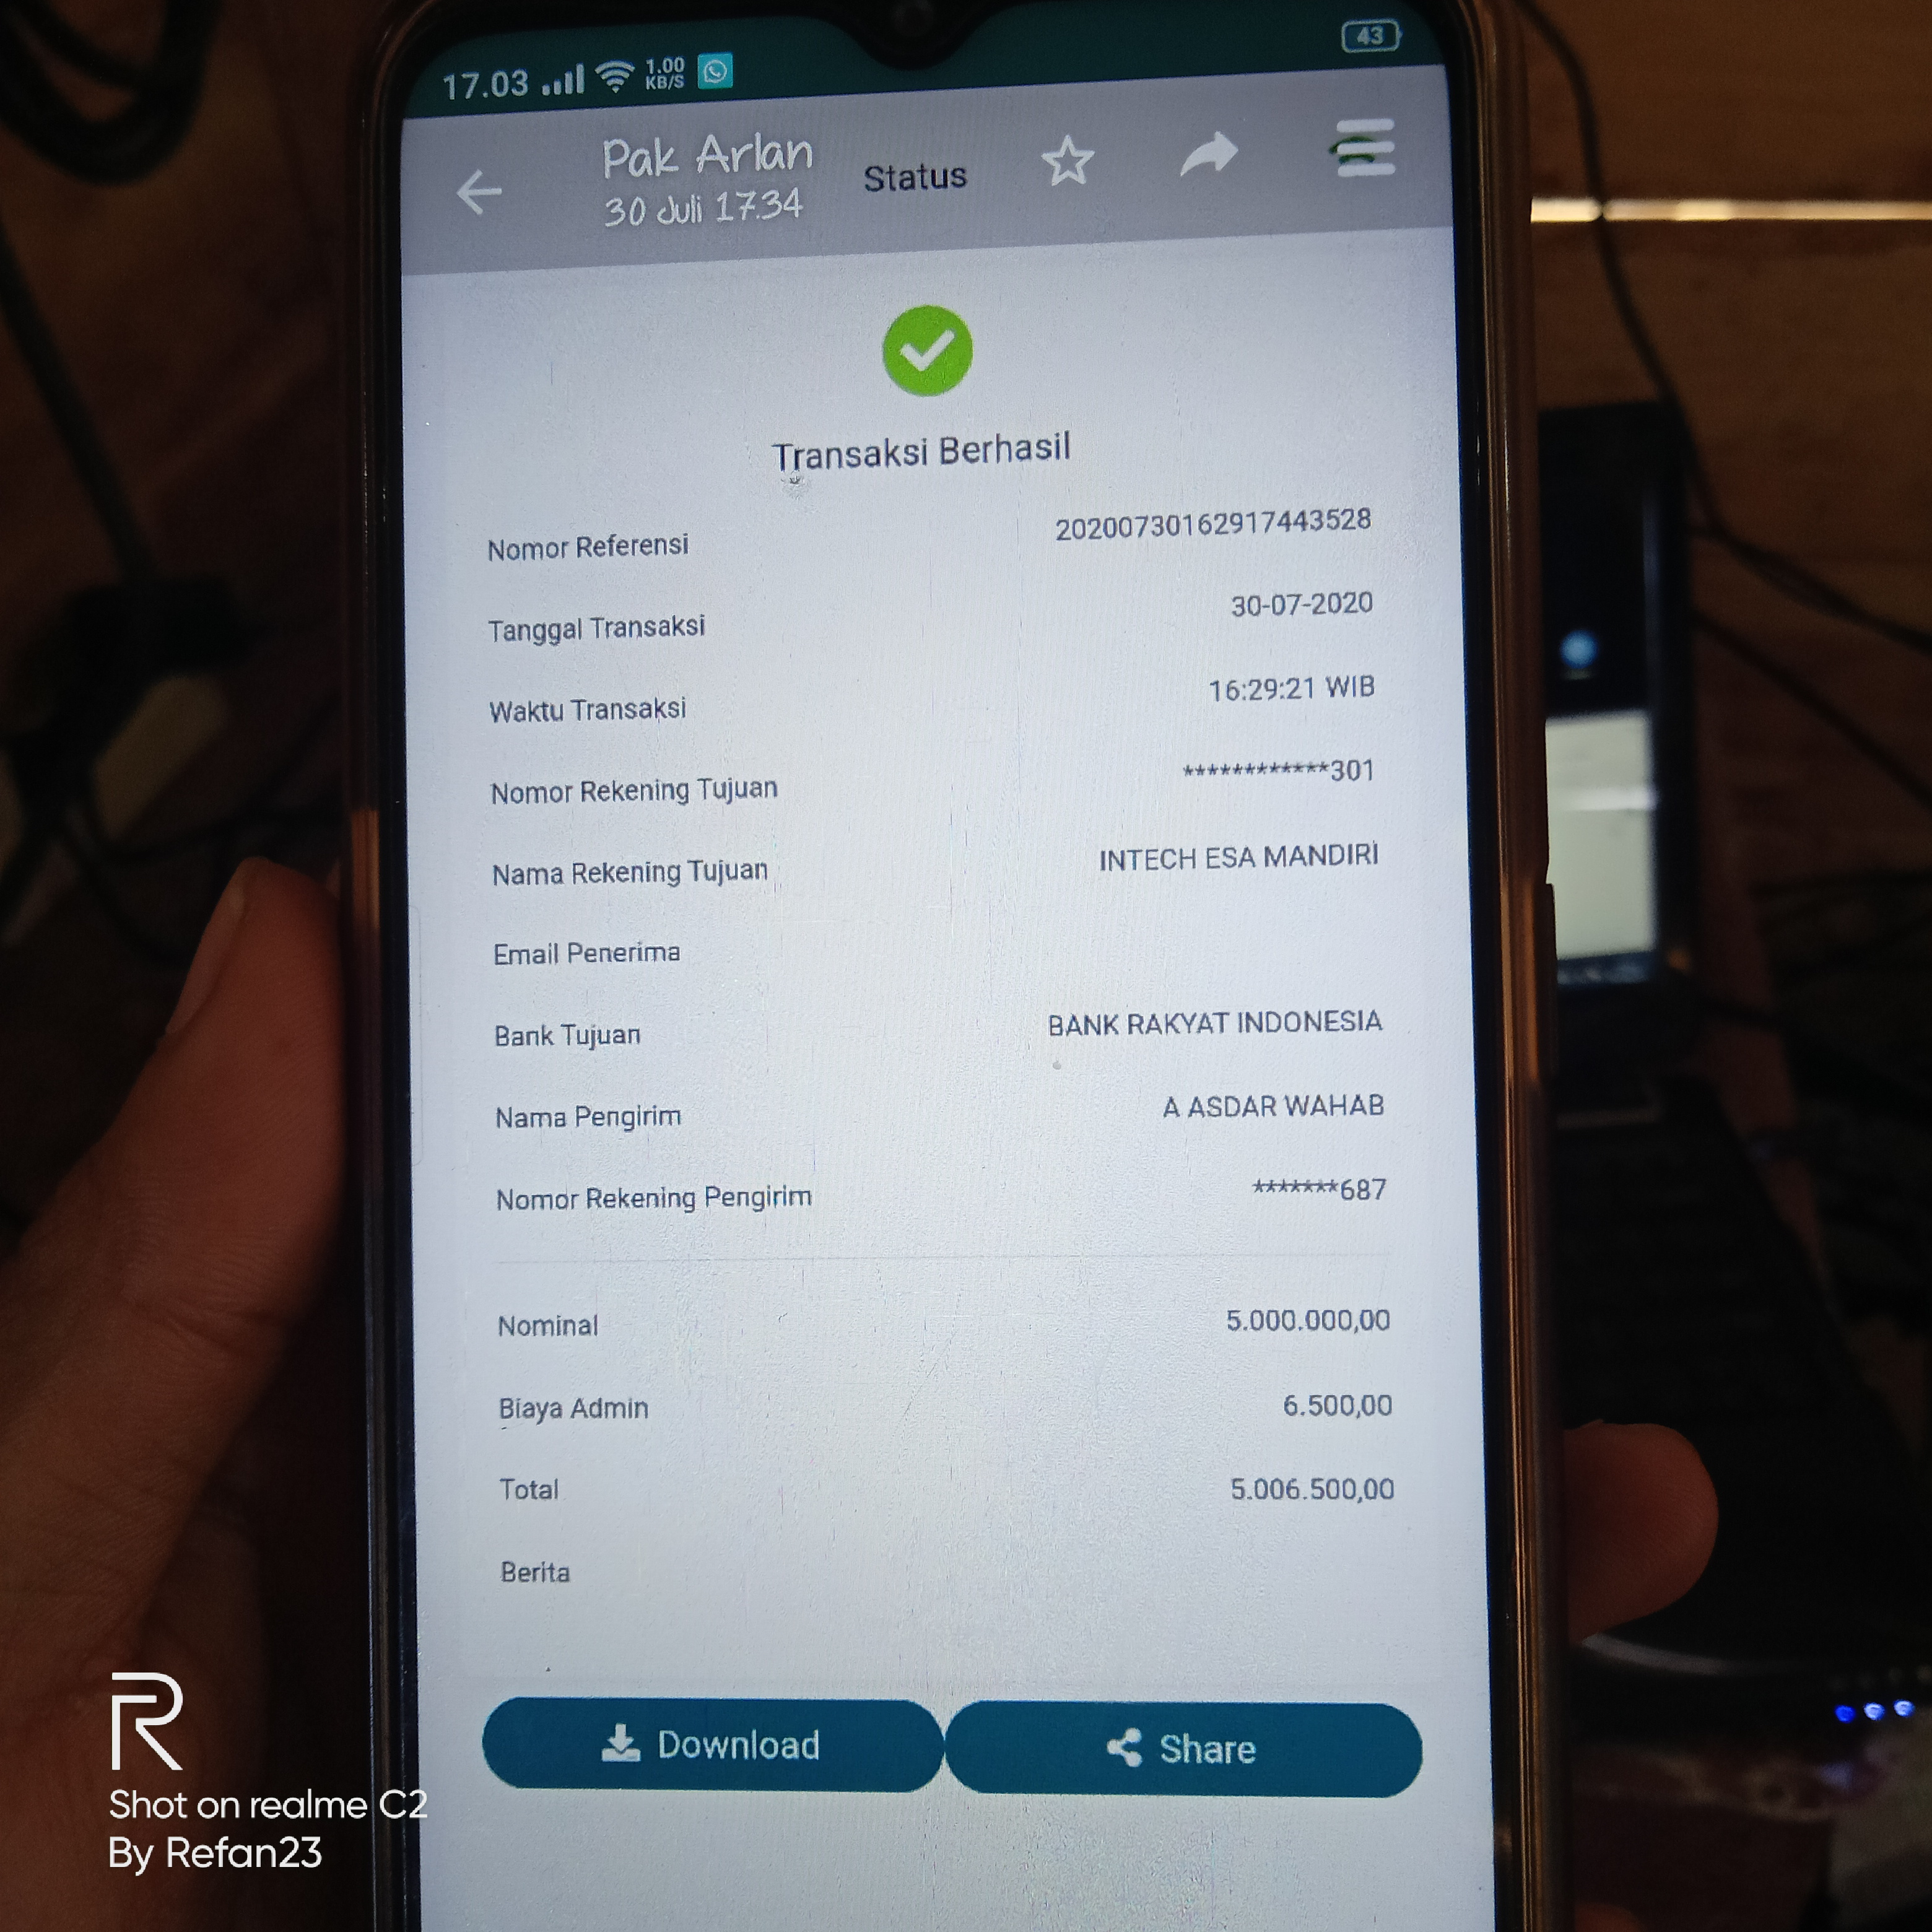 17.03 1.00 KB/S 43
Pak Arlan
30 Juli 17.34
Status
Transaksi Berhasil
Nomor Referensi 20200730162917443528
Tanggal Transaksi 30-07-2020
Waktu Transaksi 16:29:21 WIB
Nomor Rekening Tujuan ************301
Nama Rekening Tujuan INTECH ESA MANDIRI
Email Penerima
Bank Tujuan BANK RAKYAT INDONESIA
Nama Pengirim A ASDAR WAHAB
Nomor Rekening Pengirim *******687
Nominal 5.000.000,00
Biaya Admin 6.500,00
Total 5.006.500,00
Berita
Download Share
R
Shot on realme C2
By Refan23